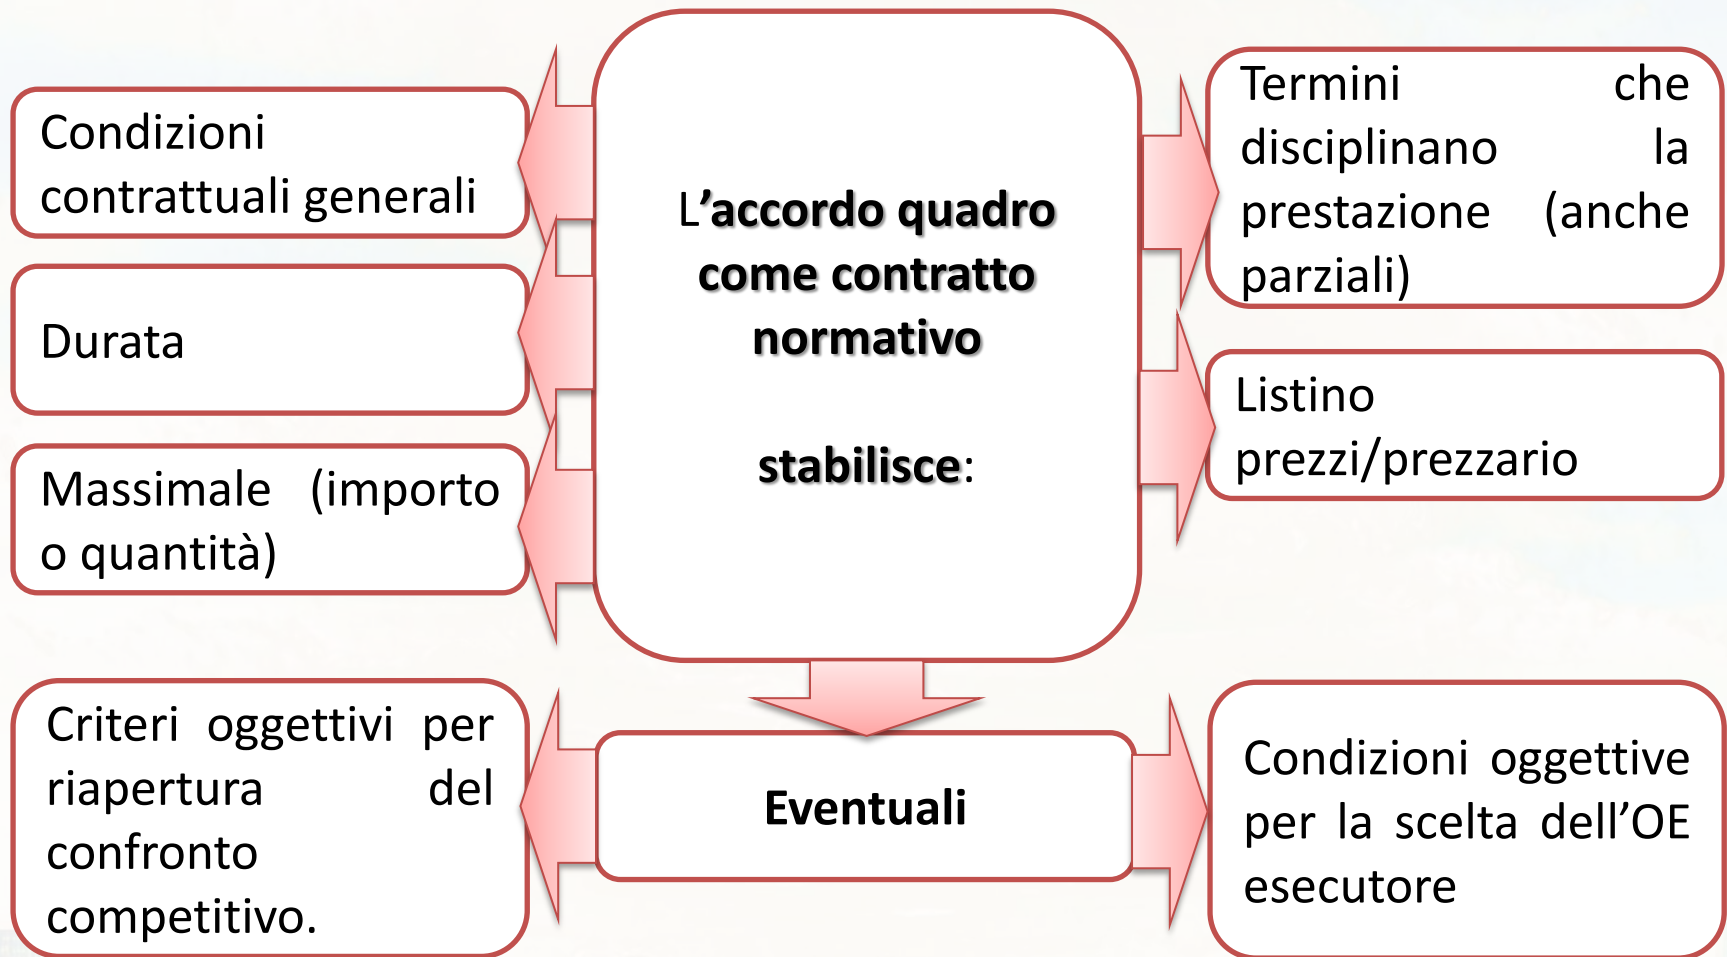 Condizioni
contrattuali generali
Durata
Massimale (importo
o quantità)
L'accordo quadro
come contratto
normativo
stabilisce:
Termini che
disciplinano la
prestazione (anche
parziali)
Listino
prezzi/prezzario
Criteri oggettivi per
riapertura del
confronto
competitivo.
Eventuali
Condizioni oggettive
per la scelta dell'OE
esecutore